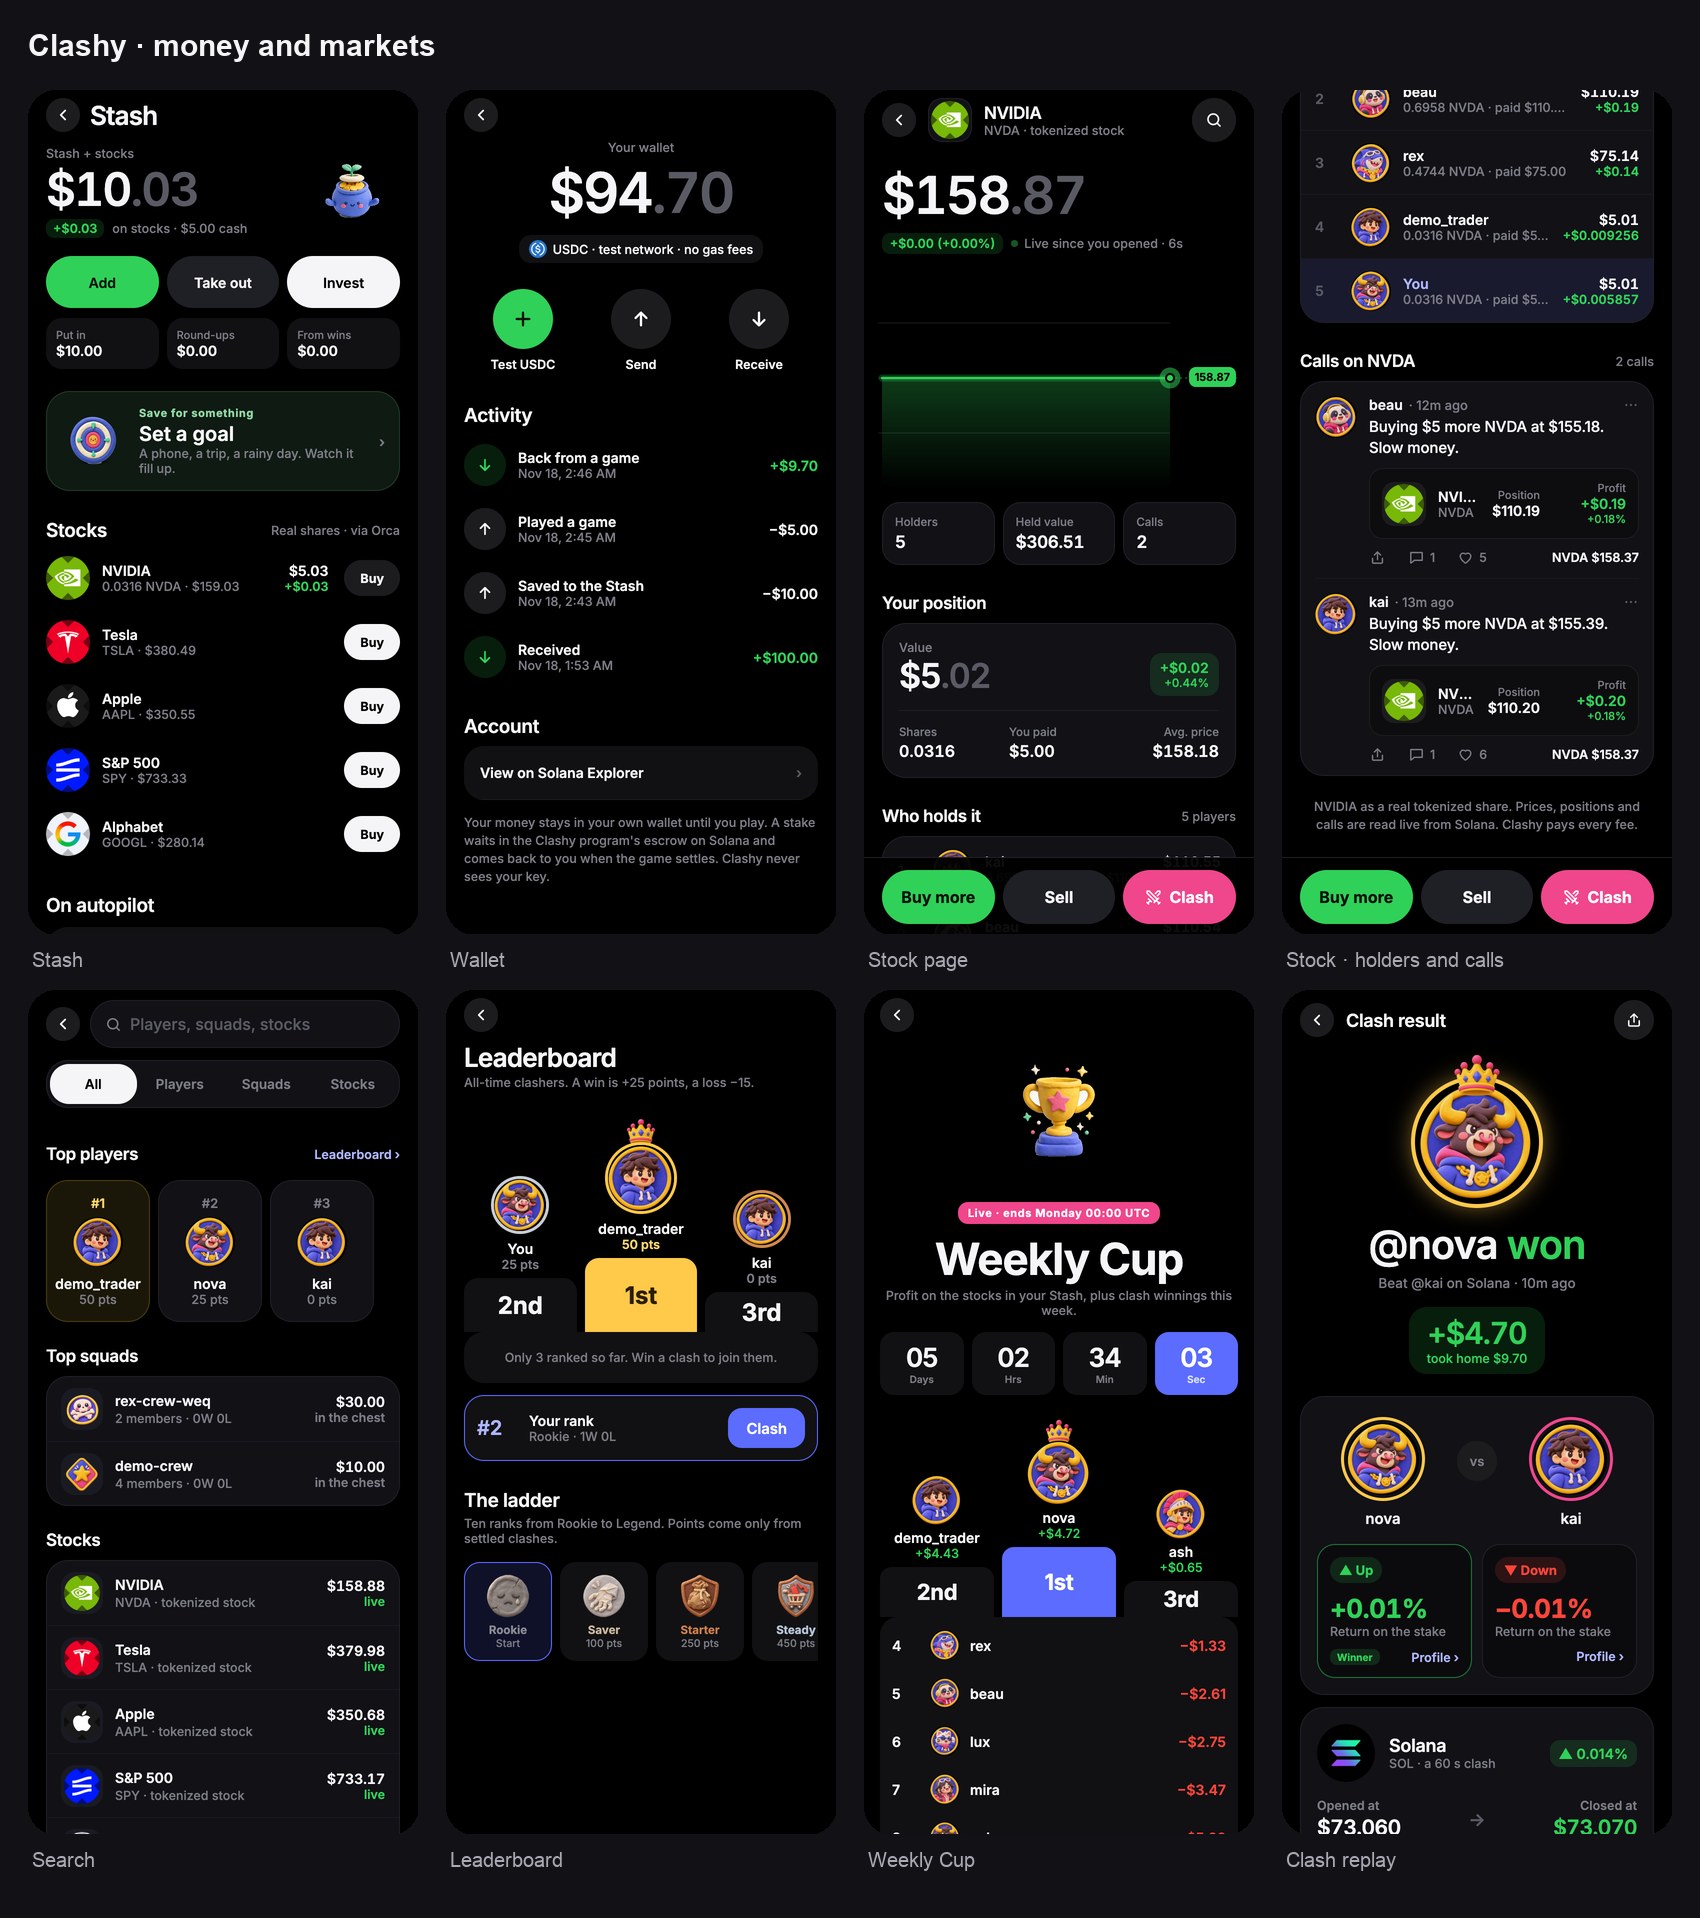 Clashy · money and markets
Stash
Stash + stocks
$10.03
+$0.03 on stocks · $5.00 cash
Add
Take out
Invest
Put in
$10.00
Round-ups
$0.00
From wins
$0.00
Save for something
Set a goal
A phone, a trip, a rainy day. Watch it
fill up.
Stocks
Real shares · via Orca
NVIDIA
0.0316 NVDA · $159.03
$5.03
+$0.03
Buy
Tesla
TSLA · $380.49
Buy
Apple
AAPL · $350.55
Buy
S&P 500
SPY · $733.33
Buy
Alphabet
GOOGL · $280.14
Buy
On autopilot
Stash
Your wallet
$94.70
USDC · test network · no gas fees
Test USDC
Send
Receive
Activity
Back from a game
Nov 18, 2:46 AM
+$9.70
Played a game
Nov 18, 2:45 AM
−$5.00
Saved to the Stash
Nov 18, 2:43 AM
−$10.00
Received
Nov 18, 1:53 AM
+$100.00
Account
View on Solana Explorer
Your money stays in your own wallet until you play. A stake
waits in the Clashy program's escrow on Solana and
comes back to you when the game settles. Clashy never
sees your key.
Wallet
NVIDIA
NVDA · tokenized stock
$158.87
+$0.00 (+0.00%)
Live since you opened · 6s
158.87
Holders
5
Held value
$306.51
Calls
2
Your position
Value
$5.02
+$0.02
+0.44%
Shares
0.0316
You paid
$5.00
Avg. price
$158.18
Who holds it
5 players
kai
$110.55
Buy more
Sell
Clash
beau
Stock page
2
beau
0.6958 NVDA · paid $110....
$110.19
+$0.19
3
rex
0.4744 NVDA · paid $75.00
$75.14
+$0.14
4
demo_trader
0.0316 NVDA · paid $5...
$5.01
+$0.009256
5
You
0.0316 NVDA · paid $5...
$5.01
+$0.005857
Calls on NVDA
2 calls
beau · 12m ago
Buying $5 more NVDA at $155.18.
Slow money.
NVI...
NVDA
Position
$110.19
Profit
+$0.19
+0.18%
1
5
NVDA $158.37
kai · 13m ago
Buying $5 more NVDA at $155.39.
Slow money.
NV...
NVDA
Position
$110.20
Profit
+$0.20
+0.18%
1
6
NVDA $158.37
NVIDIA as a real tokenized share. Prices, positions and
calls are read live from Solana. Clashy pays every fee.
Buy more
Sell
Clash
Stock · holders and calls
Players, squads, stocks
All
Players
Squads
Stocks
Top players
Leaderboard ›
#1
demo_trader
50 pts
#2
nova
25 pts
#3
kai
0 pts
Top squads
rex-crew-weq
2 members · 0W 0L
$30.00
in the chest
demo-crew
4 members · 0W 0L
$10.00
in the chest
Stocks
NVIDIA
NVDA · tokenized stock
$158.88
live
Tesla
TSLA · tokenized stock
$379.98
live
Apple
AAPL · tokenized stock
$350.68
live
S&P 500
SPY · tokenized stock
$733.17
live
Search
Leaderboard
All-time clashers. A win is +25 points, a loss −15.
You
25 pts
2nd
demo_trader
50 pts
1st
kai
0 pts
3rd
Only 3 ranked so far. Win a clash to join them.
#2
Your rank
Rookie · 1W 0L
Clash
The ladder
Ten ranks from Rookie to Legend. Points come only from
settled clashes.
Rookie
Start
Saver
100 pts
Starter
250 pts
Steady
450 pts
Leaderboard
Live · ends Monday 00:00 UTC
Weekly Cup
Profit on the stocks in your Stash, plus clash winnings this
week.
05
Days
02
Hrs
34
Min
03
Sec
demo_trader
+$4.43
2nd
nova
+$4.72
1st
ash
+$0.65
3rd
4
rex
−$1.33
5
beau
−$2.61
6
lux
−$2.75
7
mira
−$3.47
Weekly Cup
Clash result
@nova won
Beat @kai on Solana · 10m ago
+$4.70
took home $9.70
nova
vs
kai
Up
+0.01%
Return on the stake
Winner
Profile ›
Down
−0.01%
Return on the stake
Profile ›
Solana
SOL · a 60 s clash
0.014%
Opened at
$73.060
Closed at
$73.070
Clash replay